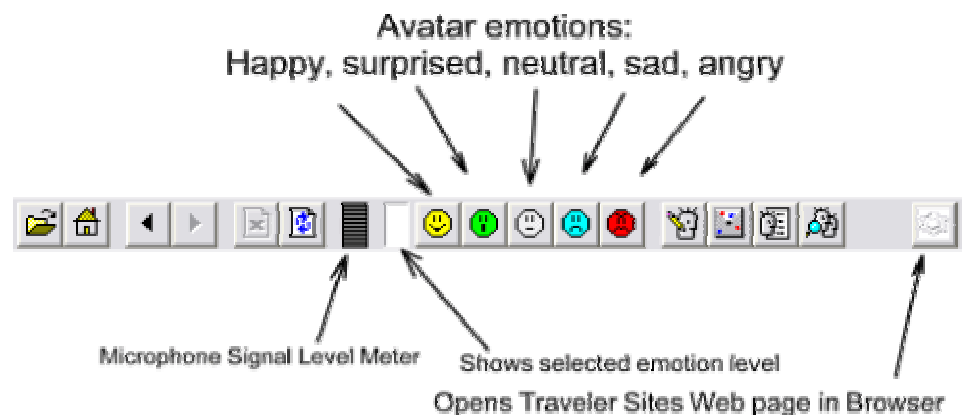 Avatar emotions:
Happy, surprised, neutral, sad, angry
Microphone Signal Level Meter
Shows selected emotion level
Opens Traveler Sites Web page in Browser